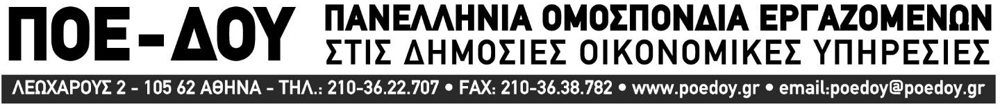 ΠΟΕ-ΔΟΥ
ΠΑΝΕΛΛΗΝΙΑ ΟΜΟΣΠΟΝΔΙΑ ΕΡΓΑΖΟΜΕΝΩΝ
ΣΤΙΣ ΔΗΜΟΣΙΕΣ ΟΙΚΟΝΟΜΙΚΕΣ ΥΠΗΡΕΣΙΕΣ
ΛΕΩΧΑΡΟΥΣ 2 - 105 62 ΑΘΗΝΑ - ΤΗΛ.: 210-36.22.707 • FAX: 210-36.38.782 • www.poedoy.gr • email:poedoy@poedoy.gr